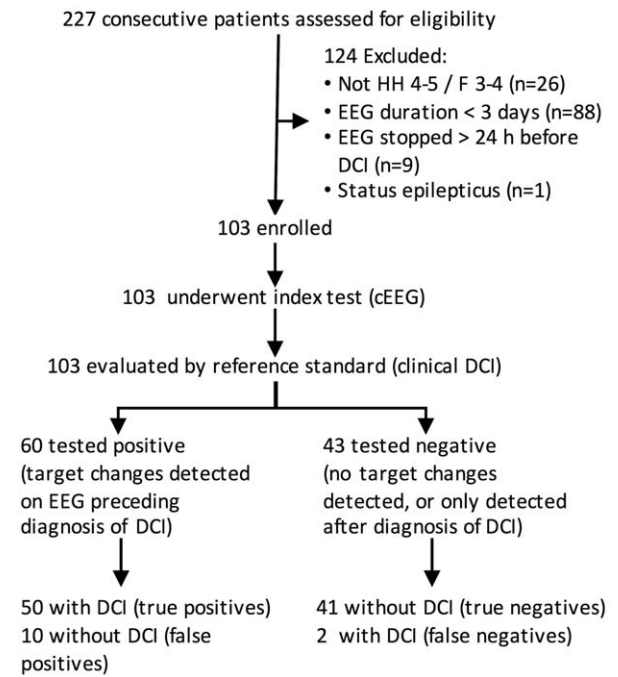 227 consecutive patients assessed for eligibility
124 Excluded:
• Not HH 4-5 / F 3-4 (n=26)
• EEG duration < 3 days (n=88)
• EEG stopped > 24 h before
DCI (n=9)
• Status epilepticus (n=1)
103 enrolled
103 underwent index test (cEEG)
103 evaluated by reference standard (clinical DCI)
60 tested positive
(target changes detected
on EEG preceding
diagnosis of DCI)
43 tested negative
(no target changes
detected, or only detected
after diagnosis of DCI)
50 with DCI (true positives)
10 without DCI (false
positives)
41 without DCI (true negatives)
2 with DCI (false negatives)